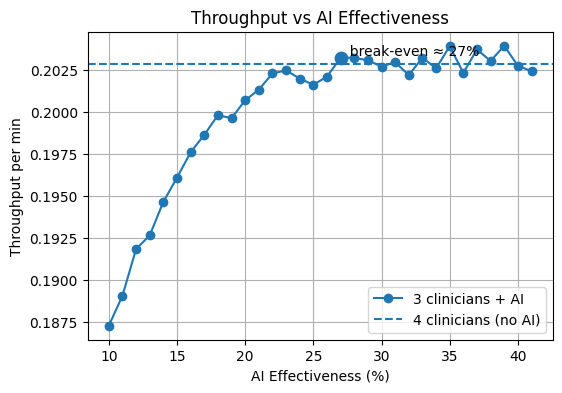 Throughput vs AI Effectiveness
break-even ≈ 27%
Throughput per min
0.2025
0.2000
0.1975
0.1950
0.1925
0.1900
0.1875
3 clinicians + AI
4 clinicians (no AI)
10 15 20 25 30 35 40
AI Effectiveness (%)